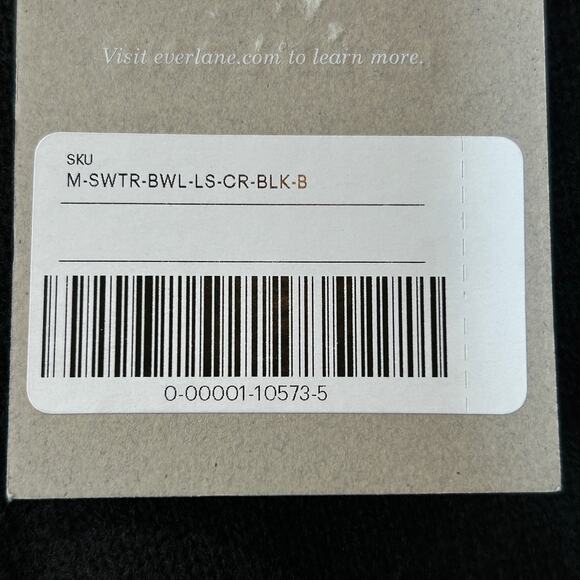 Visit everlane.com to learn more.
SKU
M-SWTR-BWL-LS-CR-BLK-B
0-00001-10573-5